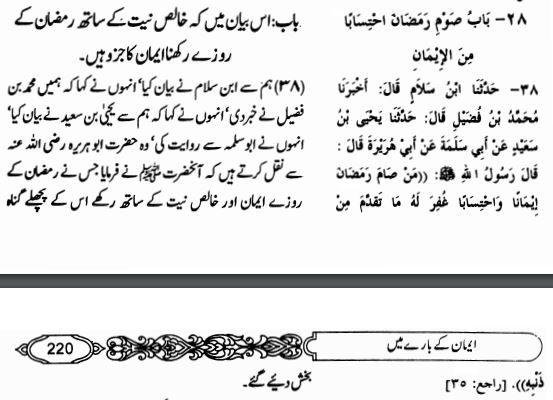 ٢٨- بَابُ صَوْمِ رَمَضَانَ احْتِسَابًا
مِنَ الإِيْمَانِ
٣٨- حَدَّثَنَا ابْنُ سَلاَمٍ قَالَ: أَخْبَرَنَا
مُحَمَّدُ بْنُ فُضَيْلٍ قَالَ: حَدَّثَنَا يَحْيَى بْنُ
سَعِيْدٍ عَنْ أَبِي سَلَمَةَ عَنْ أَبِيْ هُرَيْرَةَ قَالَ :
قَالَ رَسُولُ اللهِ ﷺ: ((مَنْ صَامَ رَمَضَانَ
إِيْمَانًا وَاحْتِسَابًا غُفِرَ لَهُ مَا تَقَدَّمَ مِنْ
باب: اس بیان میں کہ خالص نیت کے ساتھ رمضان کے
روزے رکھنا ایمان کا جزو ہیں۔
(۳۸) ہم سے ابن سلام نے بیان کیا‘ انہوں نے کہا کہ ہمیں محمد بن
فضیل نے خبر دی‘ انہوں نے کہا کہ ہم سے یحیٰی بن سعید نے بیان کیا‘
انہوں نے ابو سلمہ سے روایت کی‘ وہ حضرت ابو ہریرہ رضی اللہ عنہ
سے نقل کرتے ہیں کہ آنحضرت ﷺ نے فرمایا جس نے رمضان کے
روزے ایمان اور خالص نیت کے ساتھ رکھے اس کے پچھلے گناہ
ایمان کے بارے میں
220
ذَنْبِهِ)). [راجع: ٣٥]
بخش دیئے گئے۔